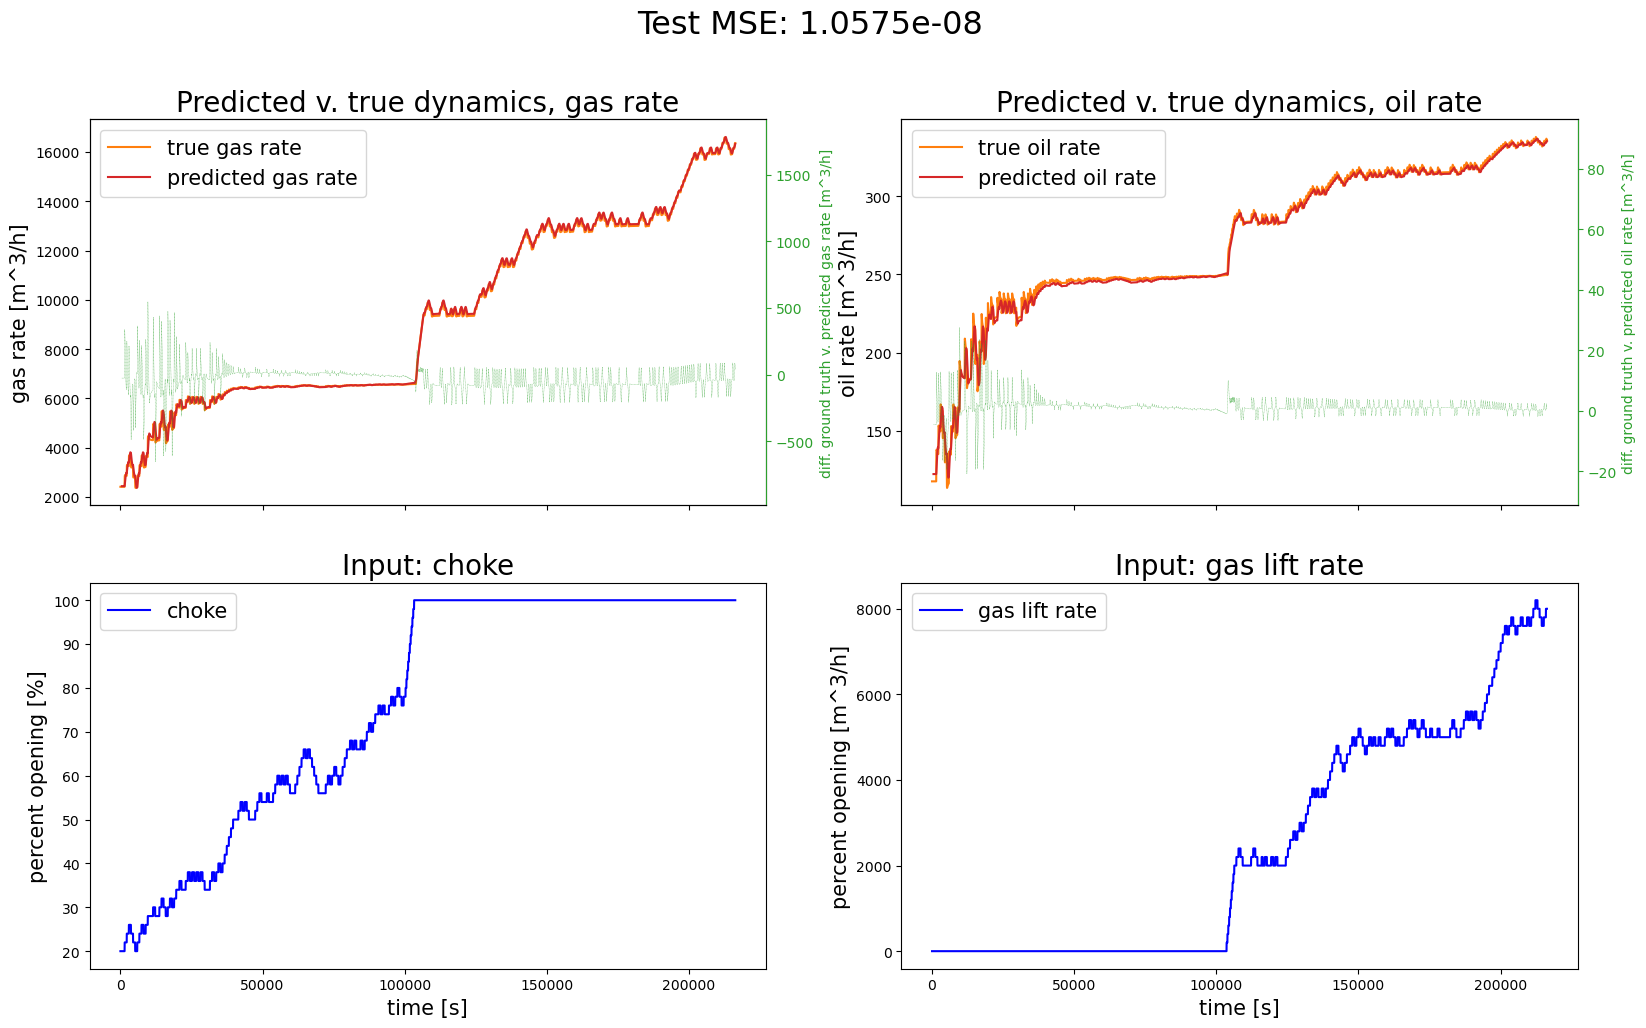 Test MSE: 1.0575e-08
Predicted v. true dynamics, gas rate
true gas rate
predicted gas rate
gas rate [m^3/h]
16000
14000
12000
10000
8000
6000
4000
2000
1500
1000
500
0
−500
diff. ground truth v. predicted gas rate [m^3/h]
Predicted v. true dynamics, oil rate
true oil rate
predicted oil rate
oil rate [m^3/h]
300
250
200
150
80
60
40
20
0
−20
diff. ground truth v. predicted oil rate [m^3/h]
Input: choke
choke
percent opening [%]
100
90
80
70
60
50
40
30
20
0
50000
100000
150000
200000
time [s]
Input: gas lift rate
gas lift rate
percent opening [m^3/h]
8000
6000
4000
2000
0
0
50000
100000
150000
200000
time [s]